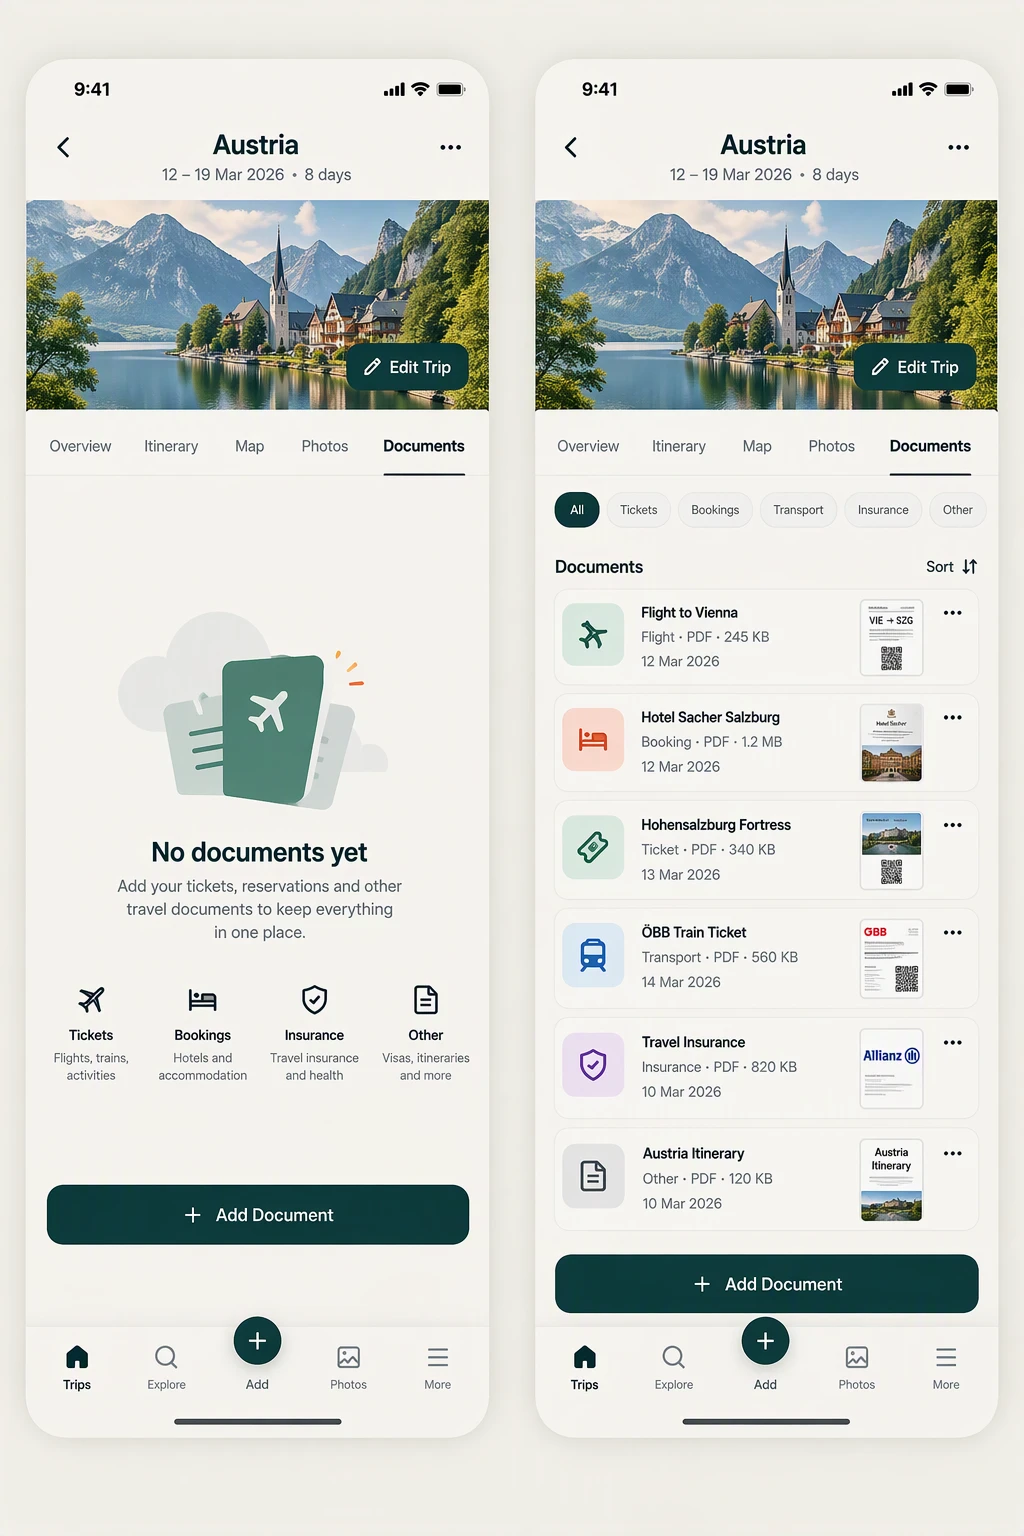 9:41
Austria
12 – 19 Mar 2026 • 8 days
Edit Trip
Overview Itinerary Map Photos Documents
No documents yet
Add your tickets, reservations and other
travel documents to keep everything
in one place.
Tickets
Flights, trains,
activities
Bookings
Hotels and
accommodation
Insurance
Travel insurance
and health
Other
Visas, itineraries
and more
+ Add Document
Trips Explore Add Photos More
9:41
Austria
12 – 19 Mar 2026 • 8 days
Edit Trip
Overview Itinerary Map Photos Documents
All Tickets Bookings Transport Insurance Other
Documents
Sort
Flight to Vienna
Flight • PDF • 245 KB
12 Mar 2026
VIE → SZG
Hotel Sacher Salzburg
Booking • PDF • 1.2 MB
12 Mar 2026
Hotel Sacher
Hohensalzburg Fortress
Ticket • PDF • 340 KB
13 Mar 2026
ÖBB Train Ticket
Transport • PDF • 560 KB
14 Mar 2026
GBB
Travel Insurance
Insurance • PDF • 820 KB
10 Mar 2026
Allianz
Austria Itinerary
Other • PDF • 120 KB
10 Mar 2026
Austria
Itinerary
+ Add Document
Trips Explore Add Photos More